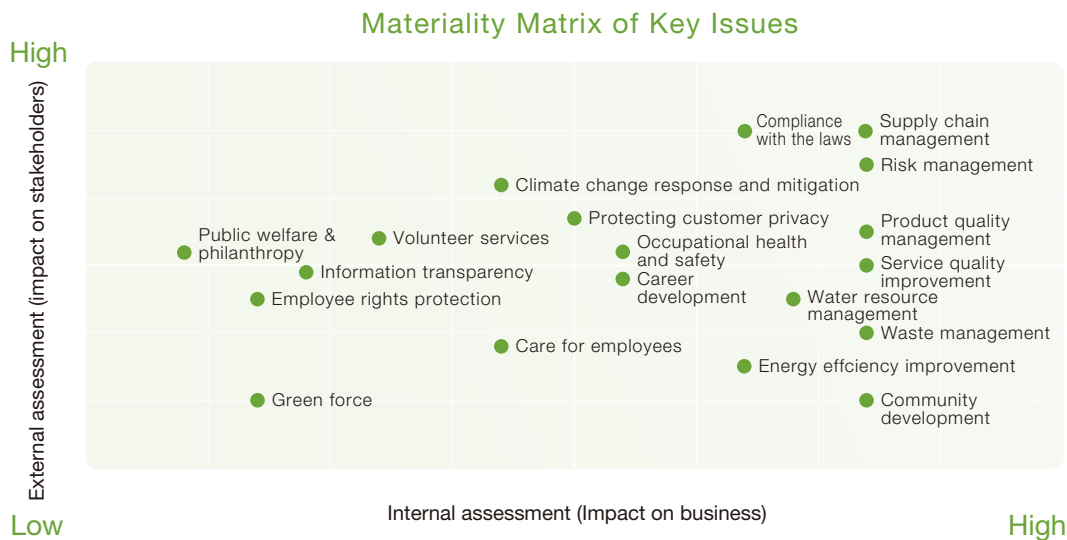 Materiality Matrix of Key Issues
High
External assessment (impact on stakeholders)
Compliance
with the laws
Supply chain
management
Risk management
Climate change response and mitigation
Protecting customer privacy
Product quality
management
Public welfare &
philanthropy
Volunteer services
Occupational health
and safety
Service quality
improvement
Information transparency
Career
development
Employee rights protection
Water resource
management
Waste management
Care for employees
Energy effciency improvement
Green force
Community
development
Internal assessment (Impact on business)
Low
High